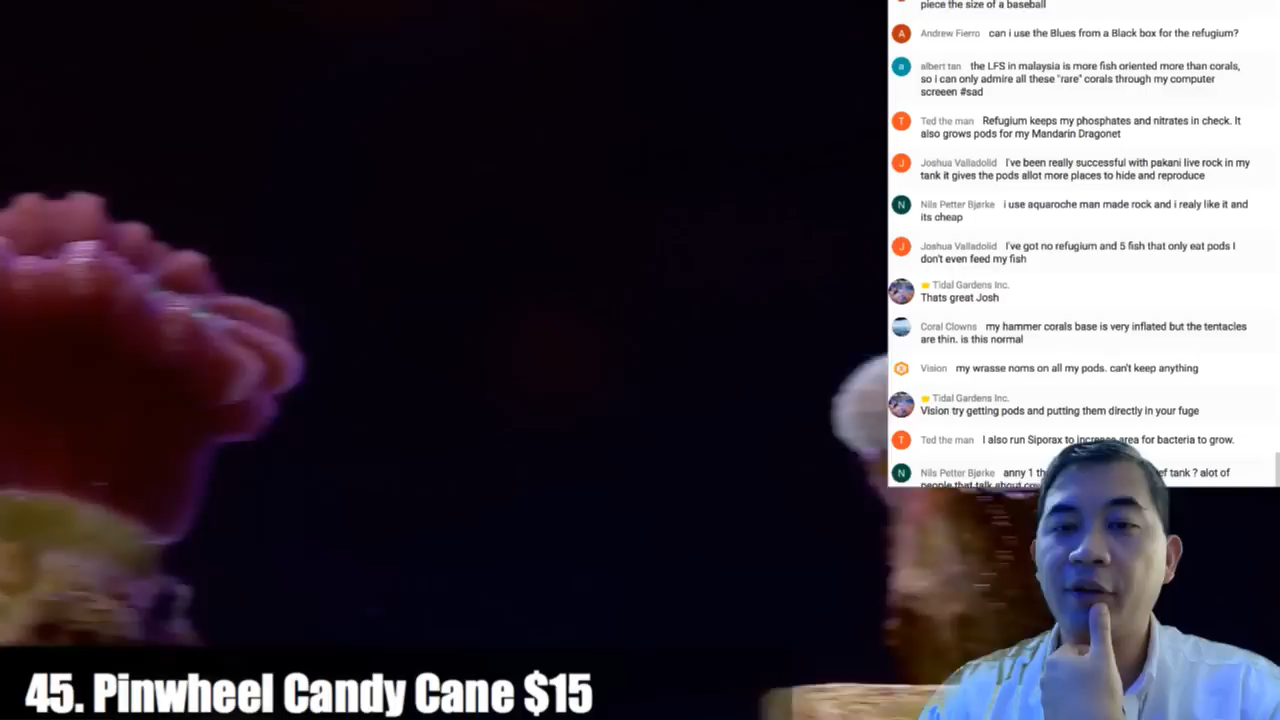 piece the size of a baseball
A Andrew Fierro can i use the Blues from a Black box for the refugium?
a albert tan the LFS in malaysia is more fish oriented more than corals,
so i can only admire all these "rare" corals through my computer
screeen #sad
T Ted the man Refugium keeps my phosphates and nitrates in check. It
also grows pods for my Mandarin Dragonet
J Joshua Valladolid I've been really successful with pakani live rock in my
tank it gives the pods allot more places to hide and reproduce
N Nils Petter Bjørke i use aquaroche man made rock and i realy like it and
its cheap
J Joshua Valladolid I've got no refugium and 5 fish that only eat pods I
don't even feed my fish
Tidal Gardens Inc.
Thats great Josh
Coral Clowns my hammer corals base is very inflated but the tentacles
are thin. is this normal
Vision my wrasse noms on all my pods. can't keep anything
Tidal Gardens Inc.
Vision try getting pods and putting them directly in your fuge
T Ted the man I also run Siporax to increase area for bacteria to grow.
N Nils Petter Bjørke anny 1 tank ? alot of
people that talk about
45. Pinwheel Candy Cane $15